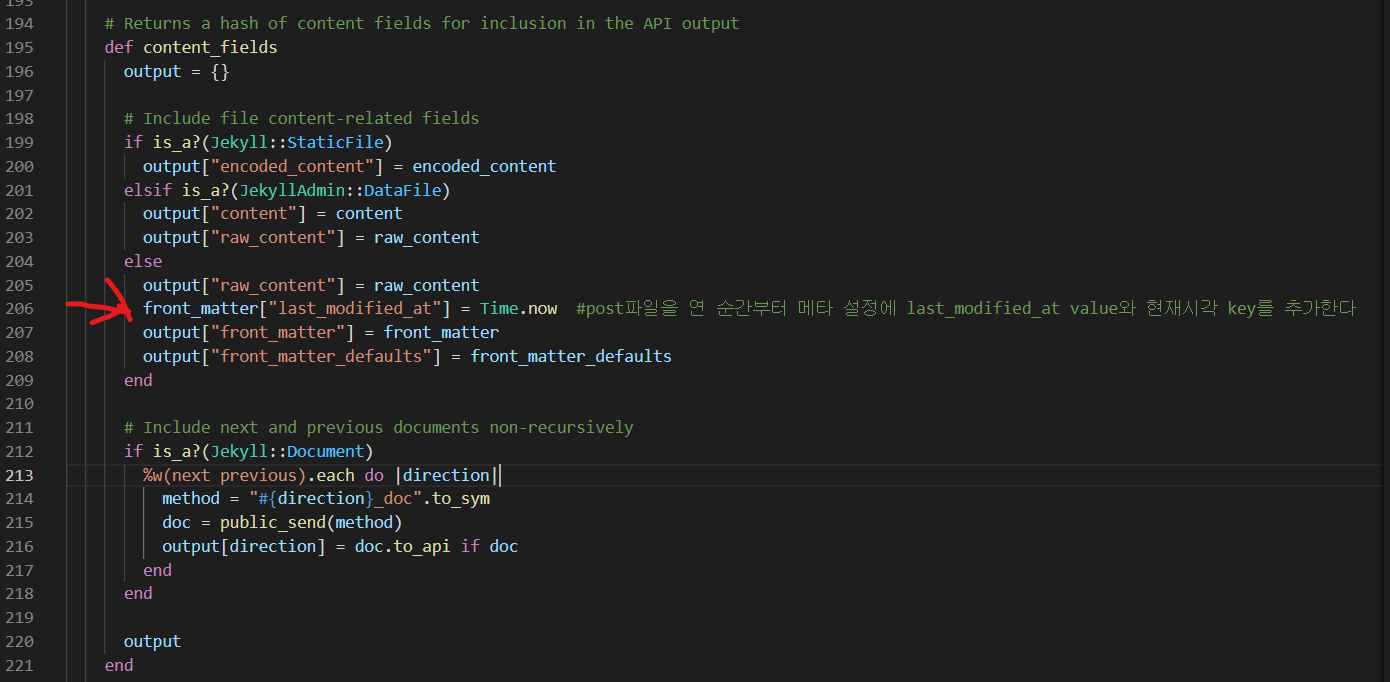 193
194 # Returns a hash of content fields for inclusion in the API output
195 def content_fields
196 output = {}
197
198 # Include file content-related fields
199 if is_a?(Jekyll::StaticFile)
200 output["encoded_content"] = encoded_content
201 elsif is_a?(JekyllAdmin::DataFile)
202 output["content"] = content
203 output["raw_content"] = raw_content
204 else
205 output["raw_content"] = raw_content
206 front_matter["last_modified_at"] = Time.now #post파일을 연 순간부터 메타 설정에 last_modified_at value와 현재시각 key를 추가한다
207 output["front_matter"] = front_matter
208 output["front_matter_defaults"] = front_matter_defaults
209 end
210
211 # Include next and previous documents non-recursively
212 if is_a?(Jekyll::Document)
213 %w(next previous).each do |direction|
214 method = "#{direction}_doc".to_sym
215 doc = public_send(method)
216 output[direction] = doc.to_api if doc
217 end
218 end
219
220 output
221 end